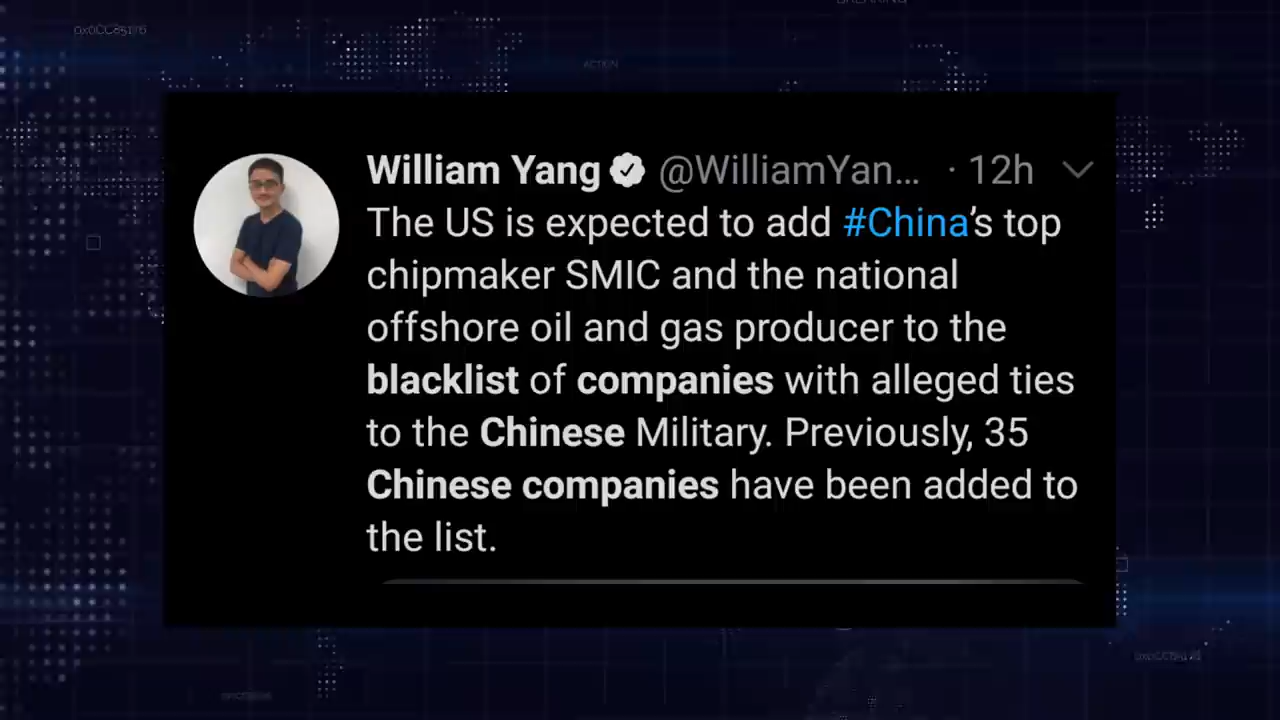 William Yang @WilliamYan... · 12h
The US is expected to add #China's top
chipmaker SMIC and the national
offshore oil and gas producer to the
blacklist of companies with alleged ties
to the Chinese Military. Previously, 35
Chinese companies have been added to
the list.